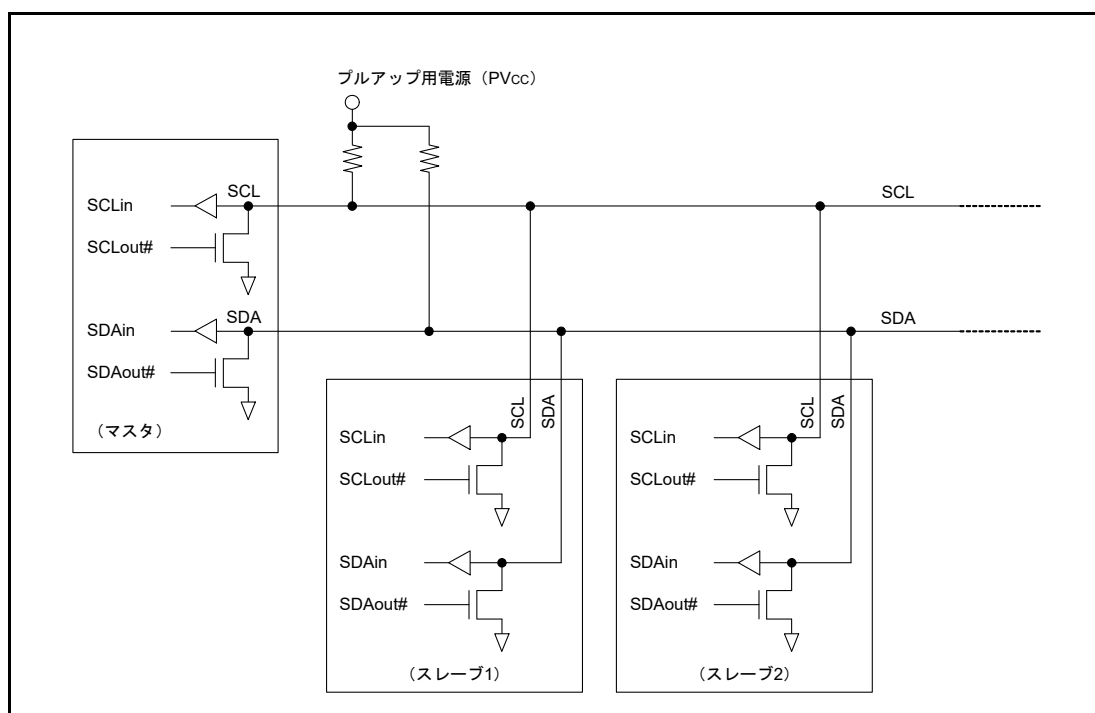 プルアップ用電源（PVcc）
SCL
SCLin
SCLout#
SDA
SDAin
SDAout#
（マスタ）
SCL
SDA
SCL
SDA
SCLin
SCLout#
SDAin
SDAout#
（スレーブ1）
SCL
SDA
SCLin
SCLout#
SDAin
SDAout#
（スレーブ2）